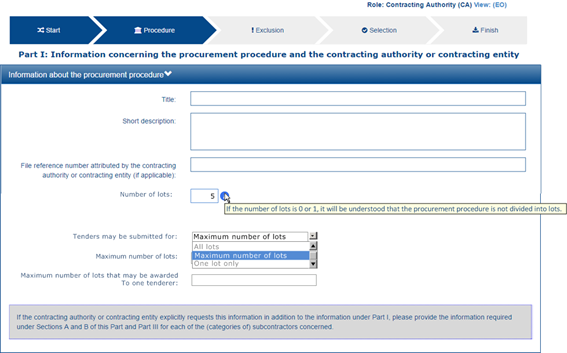 Role: Contracting Authority (CA) View: (EO)
Start
Procedure
Exclusion
Selection
Finish
Part I: Information concerning the procurement procedure and the contracting authority or contracting entity
Information about the procurement procedure
Title:
Short description:
File reference number attributed by the contracting
authority or contracting entity (if applicable):
Number of lots: 5
If the number of lots is 0 or 1, it will be understood that the procurement procedure is not divided into lots.
Tenders may be submitted for: Maximum number of lots
All lots
Maximum number of lots: Maximum number of lots
One lot only
Maximum number of lots that may be awarded
To one tenderer:
If the contracting authority or contracting entity explicitly requests this information in addition to the information under Part I. please provide the information required
under Sections A and B of this Part and Part III for each of the (categories of) subcontractors concerned.